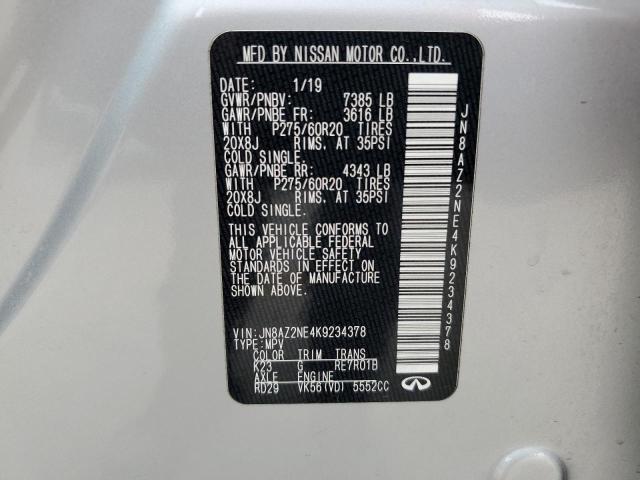 MFD BY NISSAN MOTOR CO.,LTD.
DATE: 1/19
GVWR/PNBV: 7385 LB
GAWR/PNBE FR: 3616 LB
WITH P275/60R20 TIRES
20X8J RIMS, AT 35PSI
COLD SINGLE.
GAWR/PNBE RR: 4343 LB
WITH P275/60R20 TIRES
20X8J RIMS, AT 35PSI
COLD SINGLE.
THIS VEHICLE CONFORMS TO
ALL APPLICABLE FEDERAL
MOTOR VEHICLE SAFETY
STANDARDS IN EFFECT ON
THE DATE OF MANUFACTURE
SHOWN ABOVE.
VIN:JN8AZ2NE4K9234378
TYPE:MPV
COLOR TRIM TRANS
K23 G RE7R01B
AXLE ENGINE
RD29 VK56(VD) 5552CC
JN8AZ2NE4K9234378